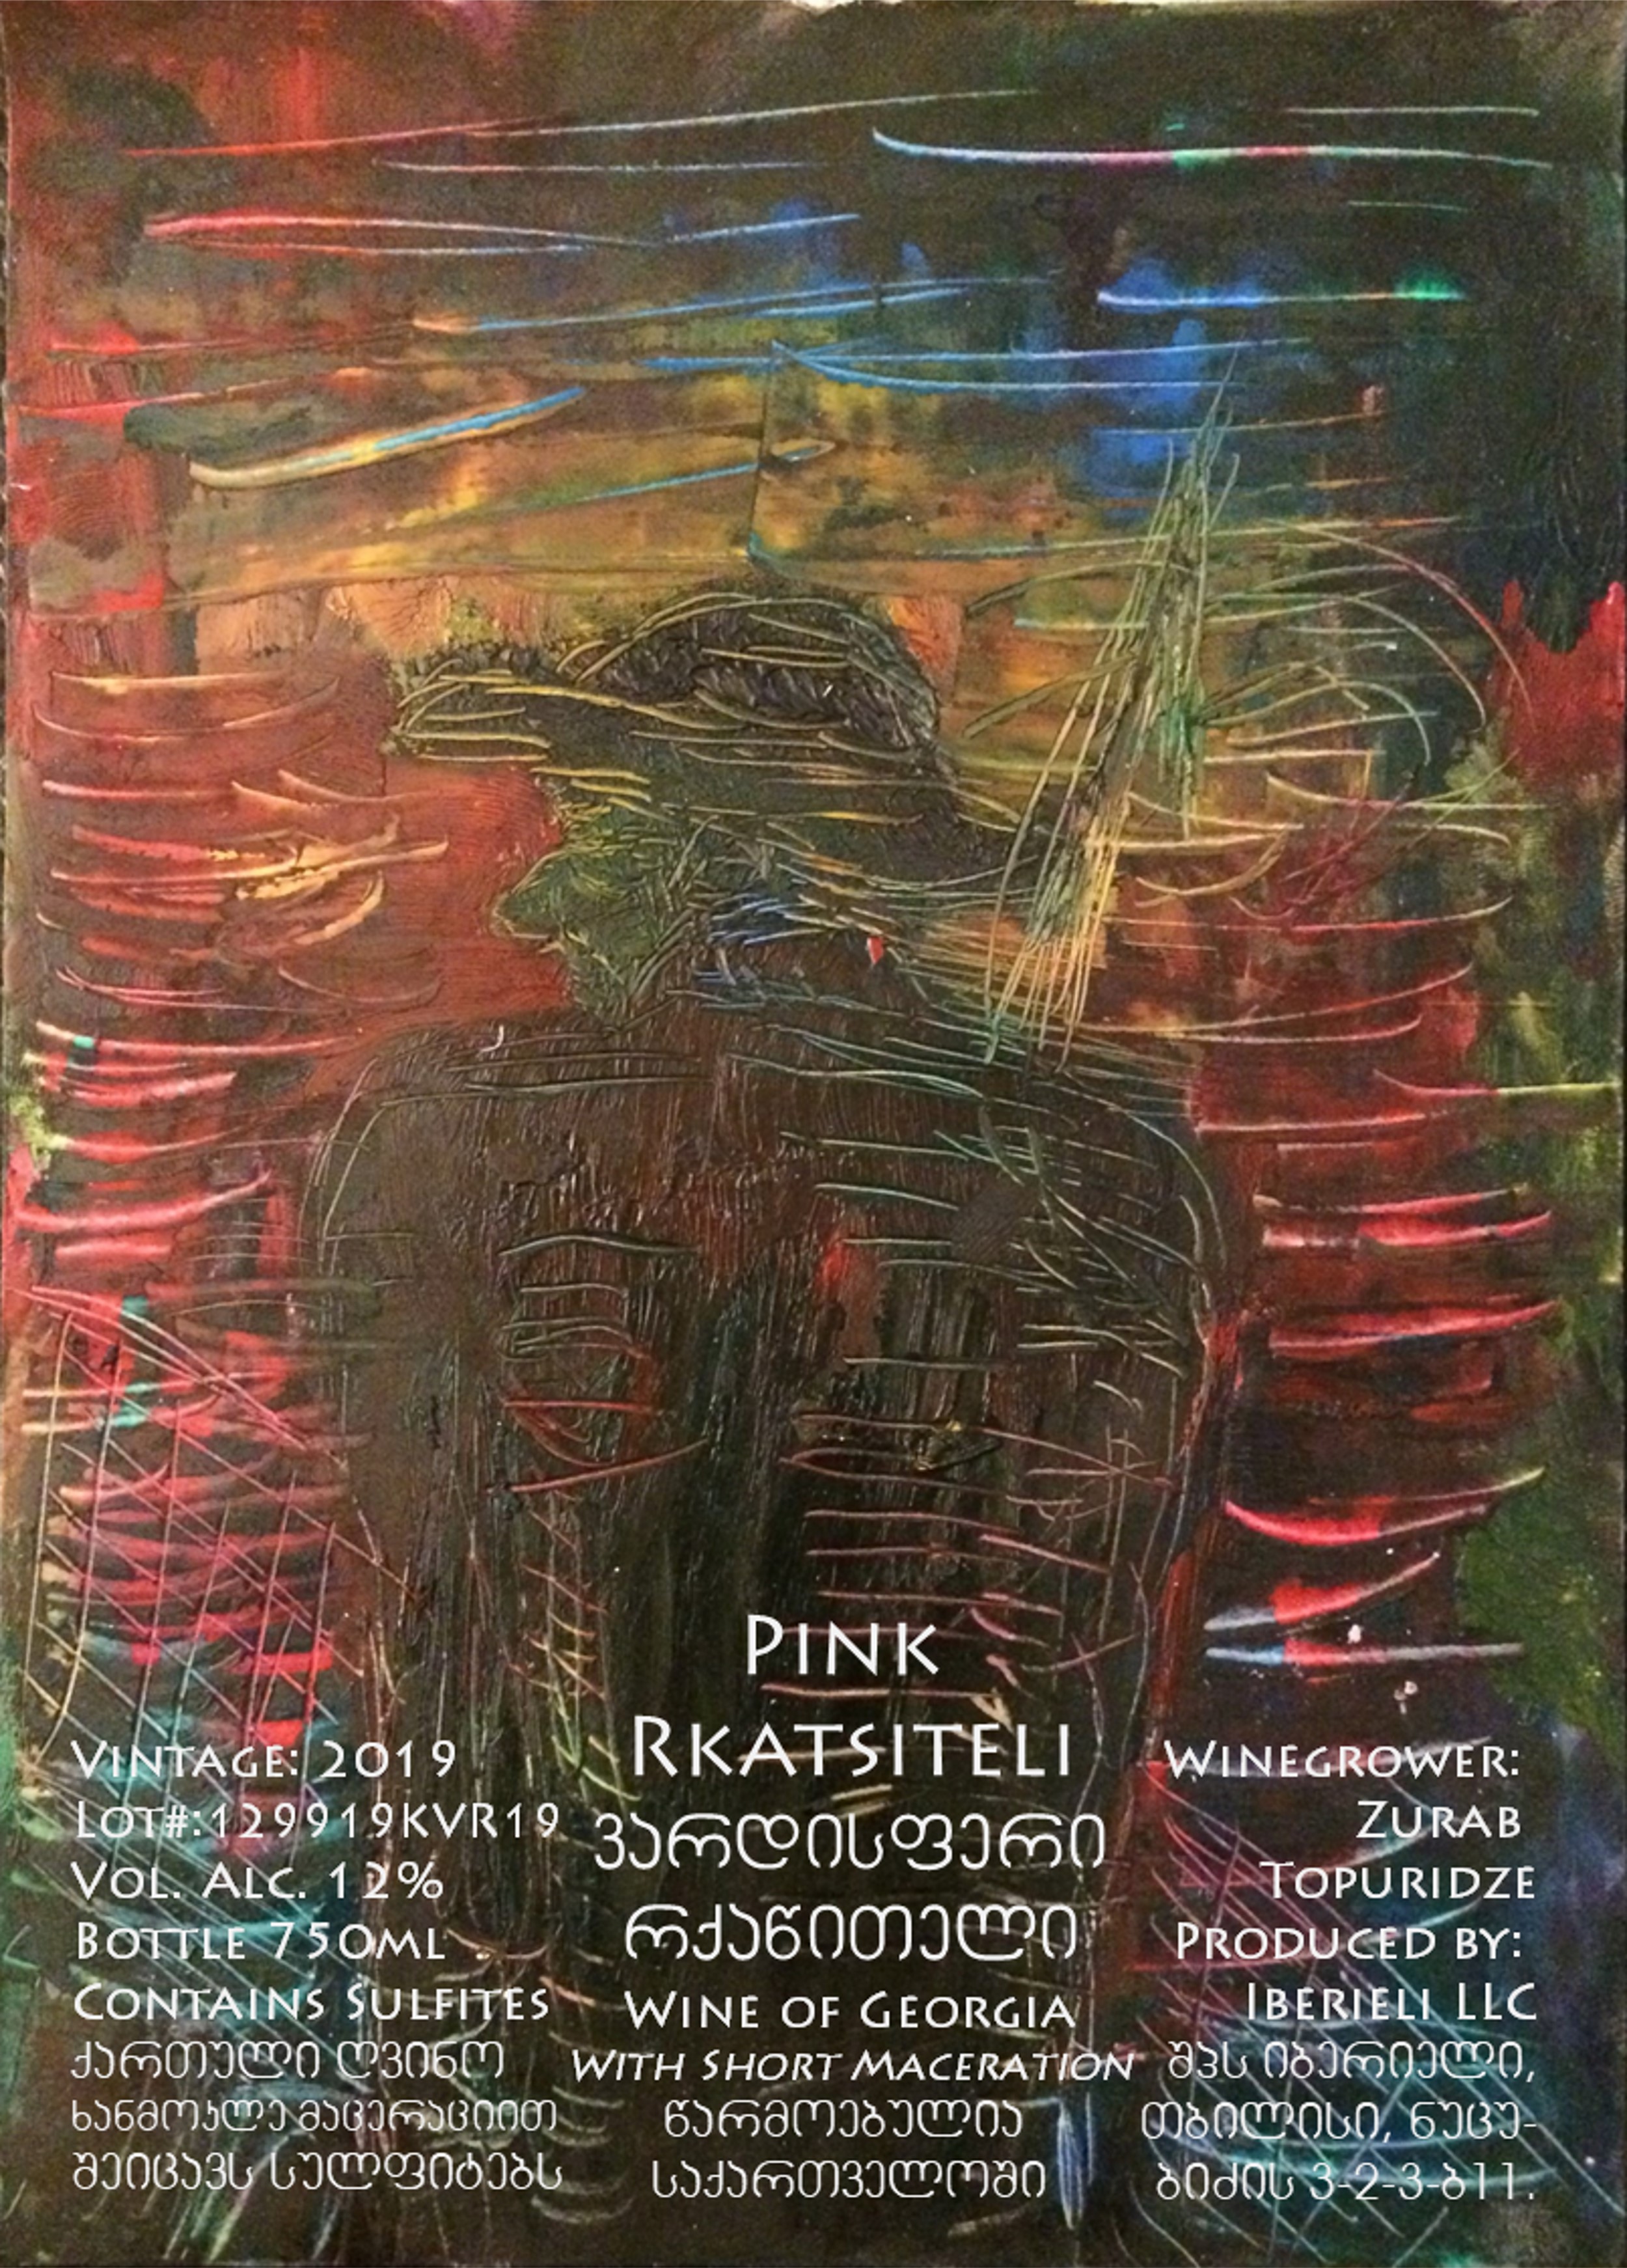 PINK
RKATSITELI
ვარდისფერი
რქაწითელი
WINE OF GEORGIA
WITH SHORT MACERATION
წარმოებულია
საქართველოში
VINTAGE: 2019
LOT#:129919KVR19
VOL. ALC. 12%
BOTTLE 750ML
CONTAINS SULFITES
ქართული ღვინო
ხანმოკლე მაცერაციით
შეიცავს სულფიტებს
WINEGROWER:
ZURAB
TOPURIDZE
PRODUCED BY:
IBERIELI LLC
შპს იბერიელი,
თბილისი, ნუცუ-
ბიძის 3-2-3-ბ11.